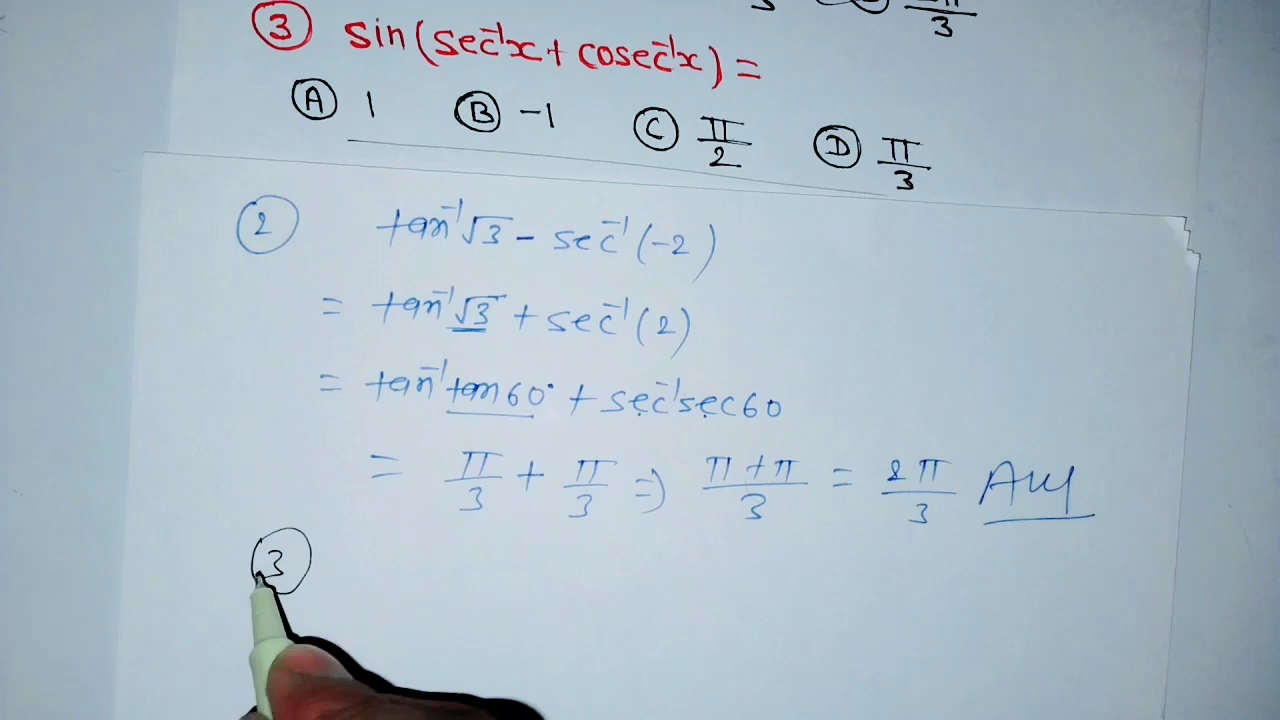 π/3
③ sin(sec⁻¹x + cosec⁻¹x) =
Ⓐ 1 Ⓑ -1 Ⓒ π/2 Ⓓ π/3
② tan⁻¹√3 - sec⁻¹(-2)
= tan⁻¹√3 + sec⁻¹(2)
= tan⁻¹tan60° + sec⁻¹sec60
= π/3 + π/3 ⇒ π+π/3 = 2π/3 Ans
③